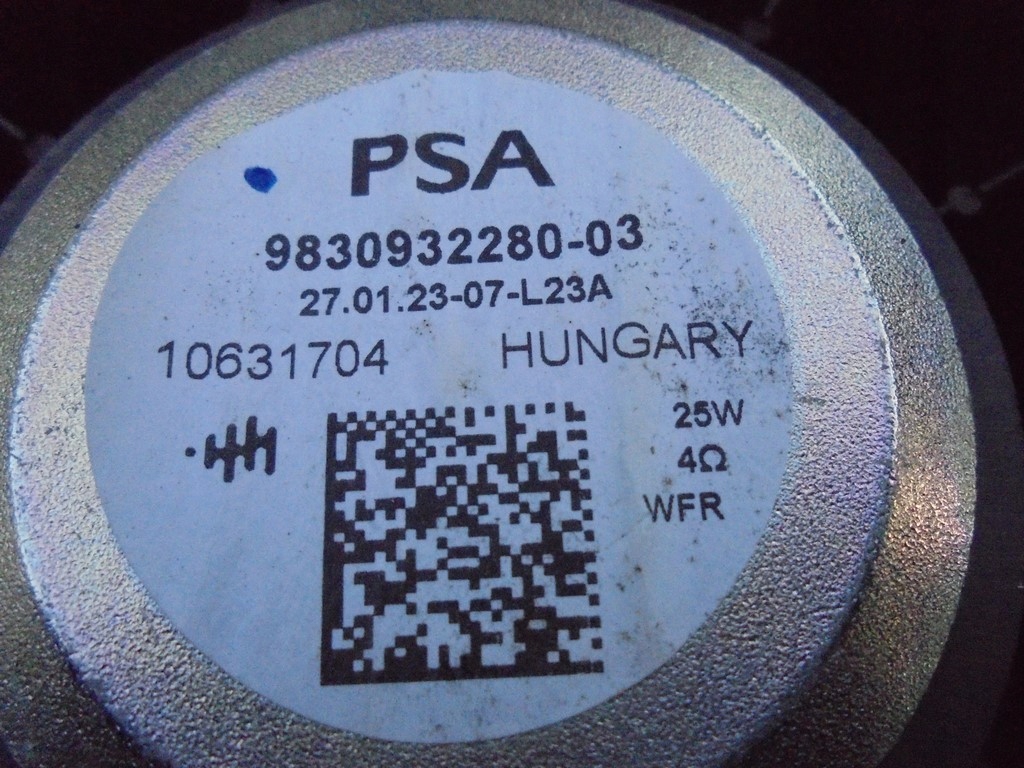 PSA
9830932280-03
27.01.23-07-L23A
10631704 HUNGARY
25W
4Ω
WFR